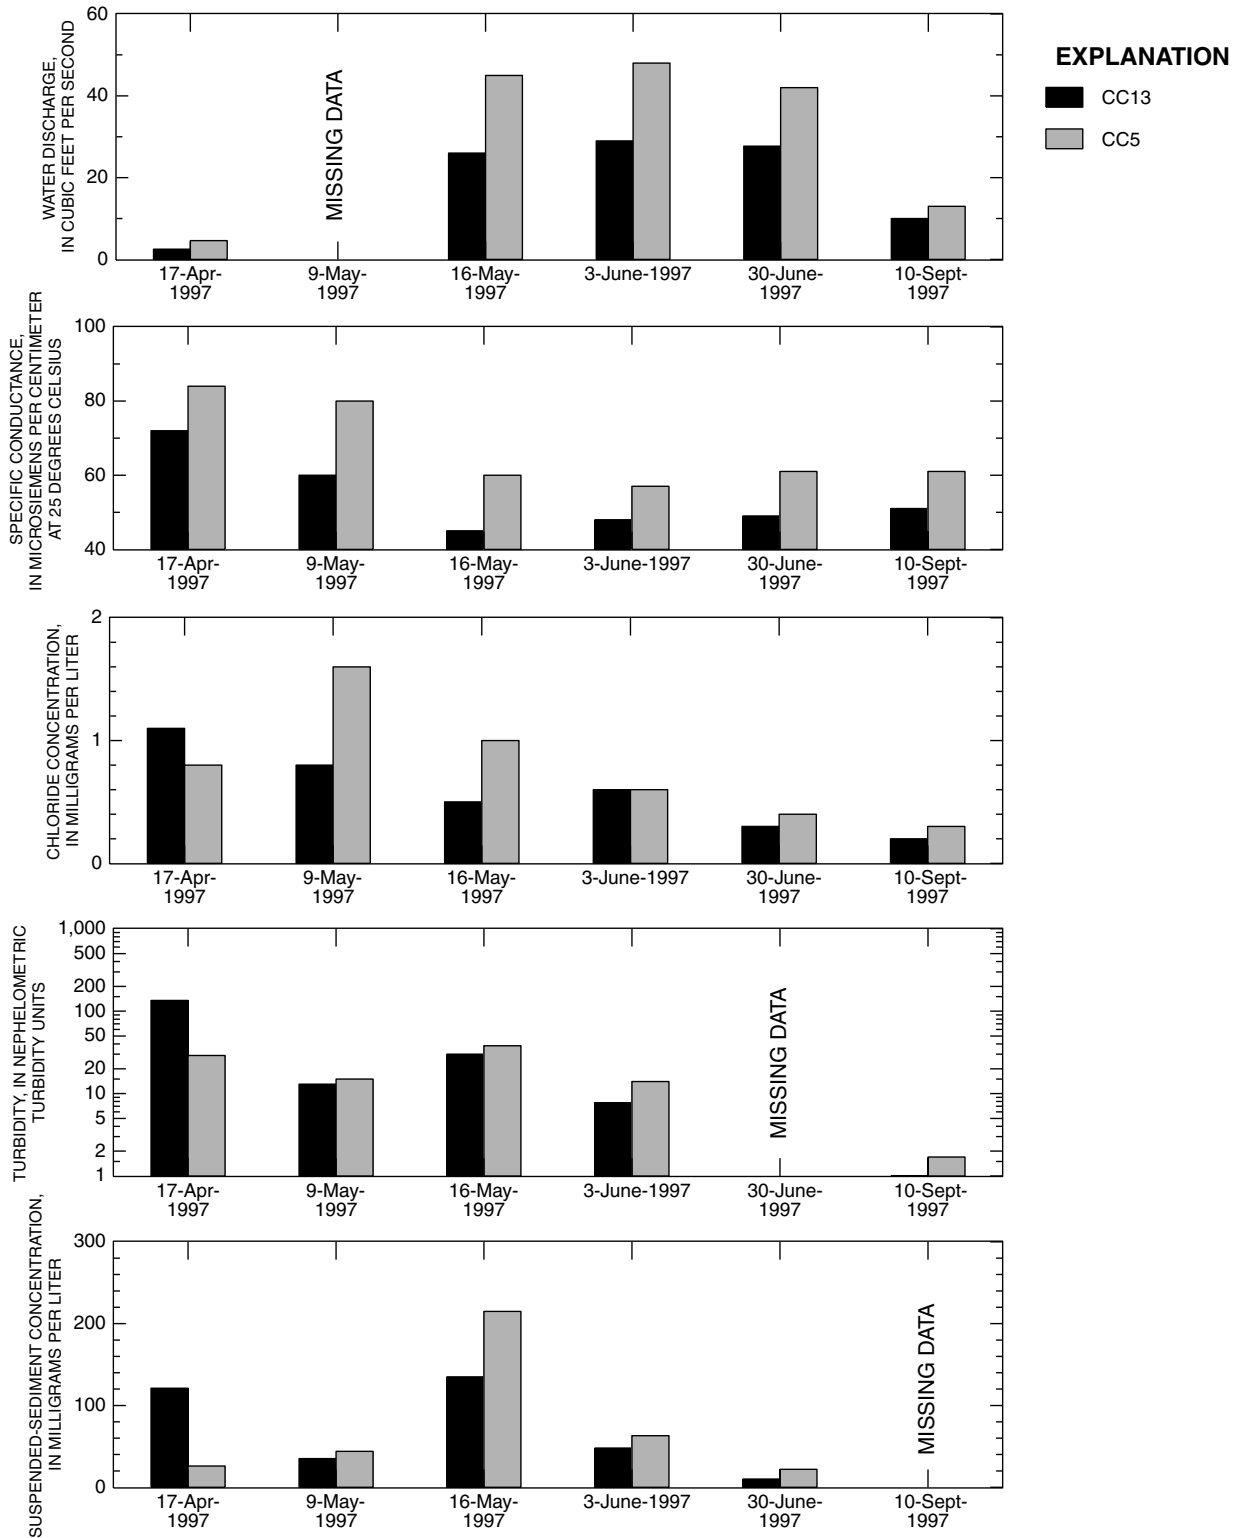 EXPLANATION
CC13
CC5
WATER DISCHARGE,
IN CUBIC FEET PER SECOND
60
40
20
0
MISSING DATA
17-Apr-
1997
9-May-
1997
16-May-
1997
3-June-1997
30-June-
1997
10-Sept-
1997
SPECIFIC CONDUCTANCE,
IN MICROSIEMENS PER CENTIMETER
AT 25 DEGREES CELSIUS
100
80
60
40
17-Apr-
1997
9-May-
1997
16-May-
1997
3-June-1997
30-June-
1997
10-Sept-
1997
CHLORIDE CONCENTRATION,
IN MILLIGRAMS PER LITER
2
1
0
17-Apr-
1997
9-May-
1997
16-May-
1997
3-June-1997
30-June-
1997
10-Sept-
1997
TURBIDITY, IN NEPHELOMETRIC
TURBIDITY UNITS
1,000
500
200
100
50
20
10
5
2
1
MISSING DATA
17-Apr-
1997
9-May-
1997
16-May-
1997
3-June-1997
30-June-
1997
10-Sept-
1997
SUSPENDED-SEDIMENT CONCENTRATION,
IN MILLIGRAMS PER LITER
300
200
100
0
MISSING DATA
17-Apr-
1997
9-May-
1997
16-May-
1997
3-June-1997
30-June-
1997
10-Sept-
1997